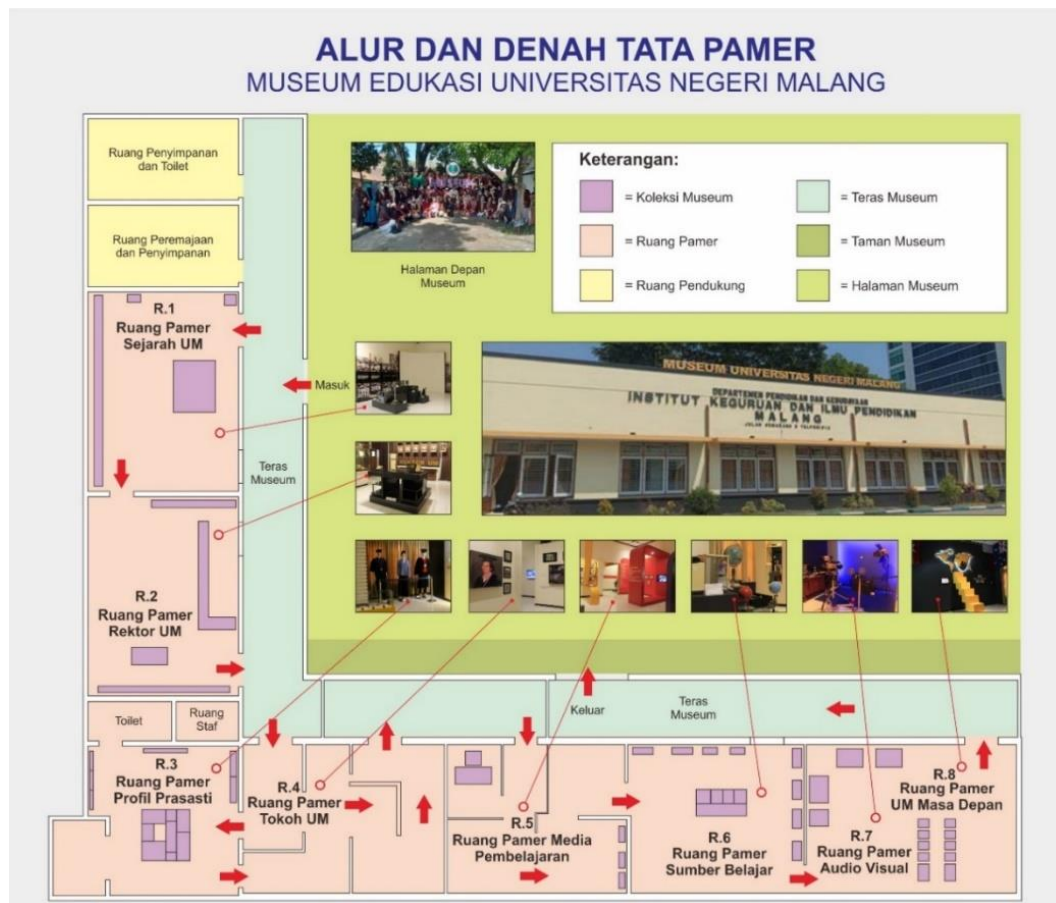 ALUR DAN DENAH TATA PAMER
MUSEUM EDUKASI UNIVERSITAS NEGERI MALANG
Ruang Penyimpanan
dan Toilet
Ruang Peremajaan
dan Penyimpanan
Halaman Depan
Museum
Keterangan:
= Koleksi Museum
= Ruang Pamer
= Ruang Pendukung
= Teras Museum
= Taman Museum
= Halaman Museum
R.1
Ruang Pamer
Sejarah UM
Masuk
Teras
Museum
MUSEUM UNIVERSITAS NEGERI MALANG
DEPARTEMEN PENDIDIKAN DAN KEBUDAYAAN
INSTITUT KEGURUAN DAN ILMU PENDIDIKAN
MALANG
R.2
Ruang Pamer
Rektor UM
Toilet
Ruang
Staf
Keluar
Teras
Museum
R.3
Ruang Pamer
Profil Prasasti
R.4
Ruang Pamer
Tokoh UM
R.5
Ruang Pamer Media
Pembelajaran
R.6
Ruang Pamer
Sumber Belajar
R.7
Ruang Pamer
Audio Visual
R.8
Ruang Pamer
UM Masa Depan